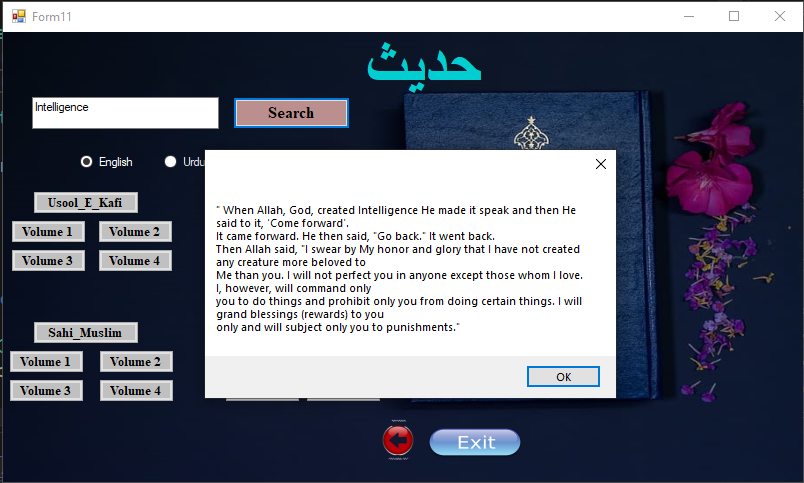 Form11
حديث
Intelligence
Search
English
Urdu
Usool_E_Kafi
Volume 1
Volume 2
Volume 3
Volume 4
Sahi_Muslim
Volume 1
Volume 2
Volume 3
Volume 4
" When Allah, God, created Intelligence He made it speak and then He
said to it, 'Come forward'.
It came forward. He then said, "Go back." It went back.
Then Allah said, "I swear by My honor and glory that I have not created
any creature more beloved to
Me than you. I will not perfect you in anyone except those whom I love.
I, however, will command only
you to do things and prohibit only you from doing certain things. I will
grand blessings (rewards) to you
only and will subject only you to punishments."
OK
Exit